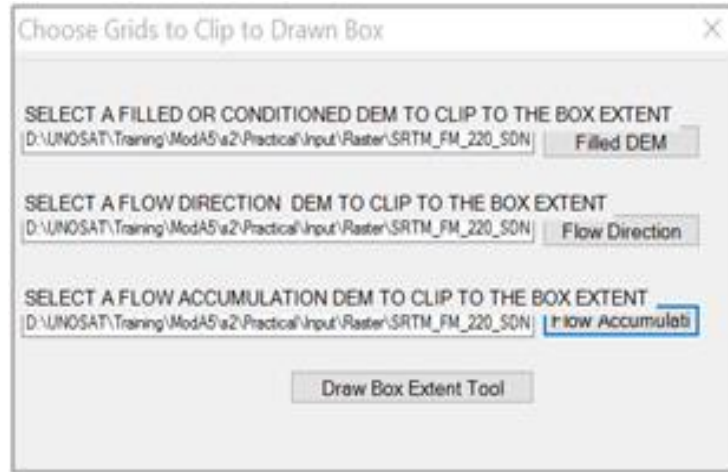 Choose Grids to Clip to Drawn Box
SELECT A FILLED OR CONDITIONED DEM TO CLIP TO THE BOX EXTENT
D:\UNOSAT\Training\ModA5\a2\Practical\Input\Raster\SRTM_FM_220_SDN Filled DEM
SELECT A FLOW DIRECTION DEM TO CLIP TO THE BOX EXTENT
D:\UNOSAT\Training\ModA5\a2\Practical\Input\Raster\SRTM_FM_220_SDN Flow Direction
SELECT A FLOW ACCUMULATION DEM TO CLIP TO THE BOX EXTENT
D:\UNOSAT\Training\ModA5\a2\Practical\Input\Raster\SRTM_FM_220_SDN Flow Accumulati
Draw Box Extent Tool